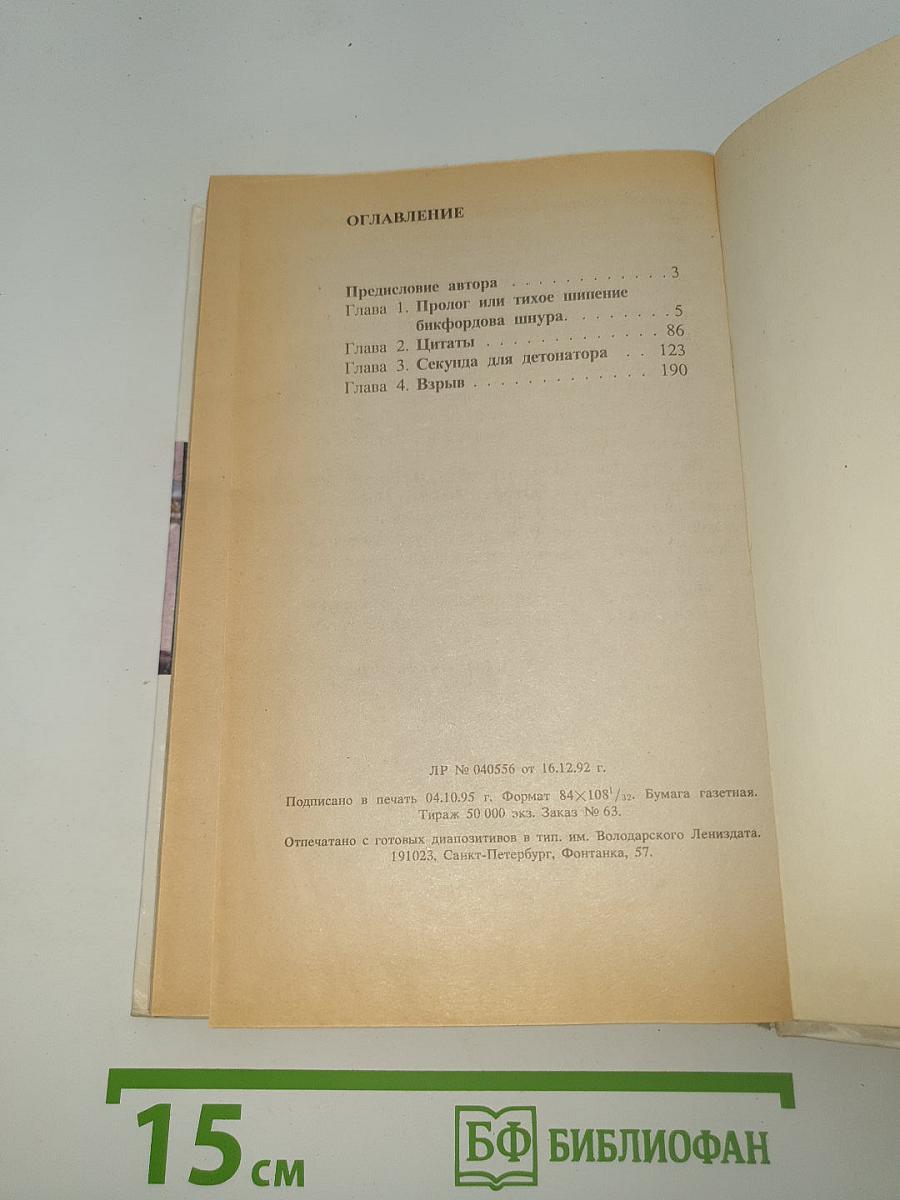 ОГЛАВЛЕНИЕ
Предисловие автора . . . . . . . . . . . . 3
Глава 1. Пролог или тихое шипение
бикфордова шнура. . . . . . . . 5
Глава 2. Цитаты . . . . . . . . . . . . . 86
Глава 3. Секунда для детонатора . . 123
Глава 4. Взрыв . . . . . . . . . . . . . 190
ЛР № 040556 от 16.12.92 г.
Подписано в печать 04.10.95 г. Формат 84×108¹/₃₂. Бумага газетная.
Тираж 50 000 экз. Заказ № 63.
Отпечатано с готовых диапозитивов в тип. им. Володарского Лениздата.
191023, Санкт-Петербург, Фонтанка, 57.
15 см
БФ БИБЛИОФАН